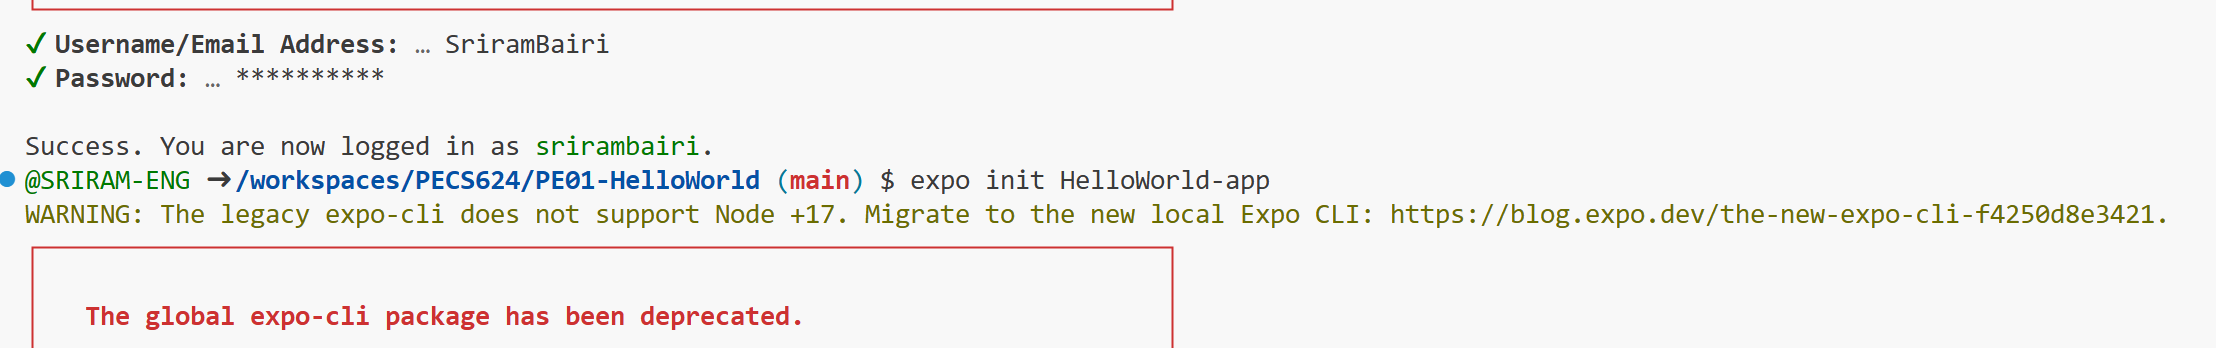 ✓ Username/Email Address: … SriramBairi
✓ Password: … **********
Success. You are now logged in as srirambairi.
@SRIRAM-ENG ➜/workspaces/PECS624/PE01-HelloWorld (main) $ expo init HelloWorld-app
WARNING: The legacy expo-cli does not support Node +17. Migrate to the new local Expo CLI: https://blog.expo.dev/the-new-expo-cli-f4250d8e3421.
The global expo-cli package has been deprecated.